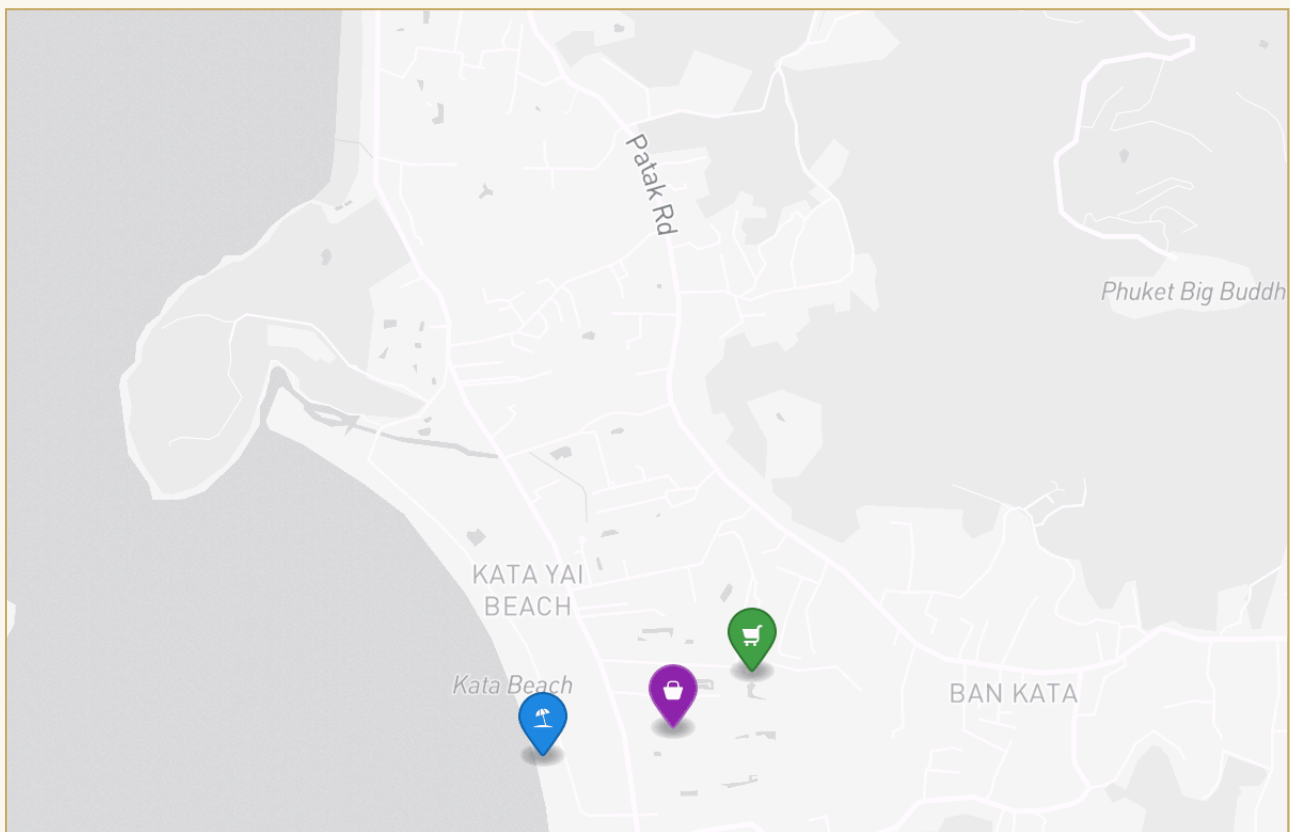 Patak Rd
Phuket Big Buddh
KATA YAI
BEACH
Kata Beach
BAN KATA